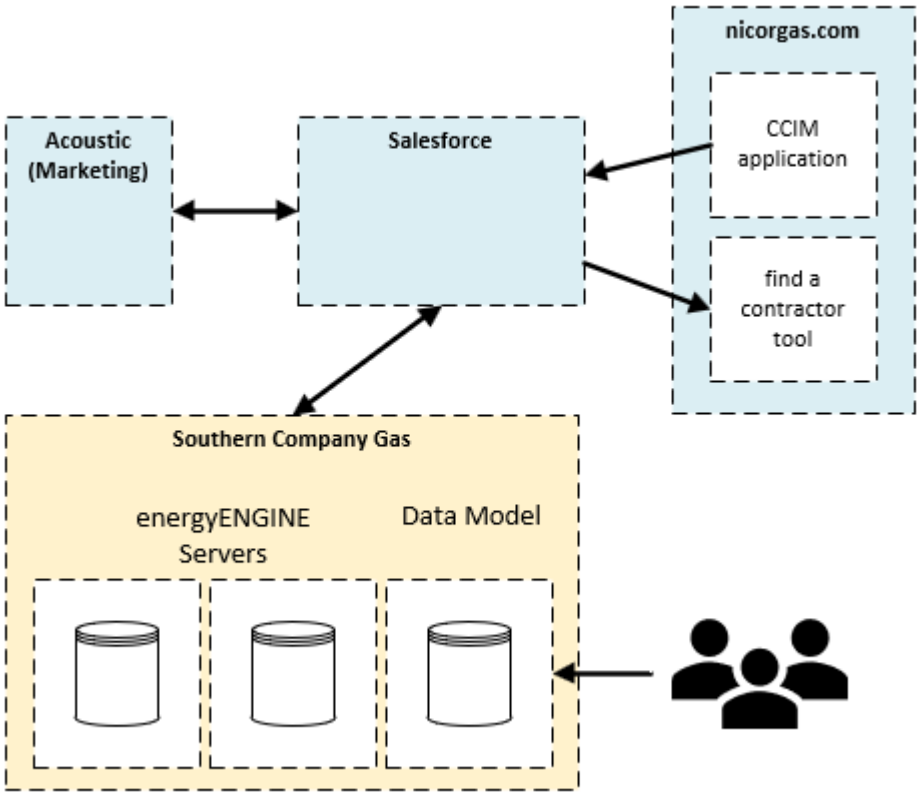 nicorgas.com
Acoustic
(Marketing)
Salesforce
CCIM
application
find a
contractor
tool
Southern Company Gas
energyENGINE
Servers
Data Model